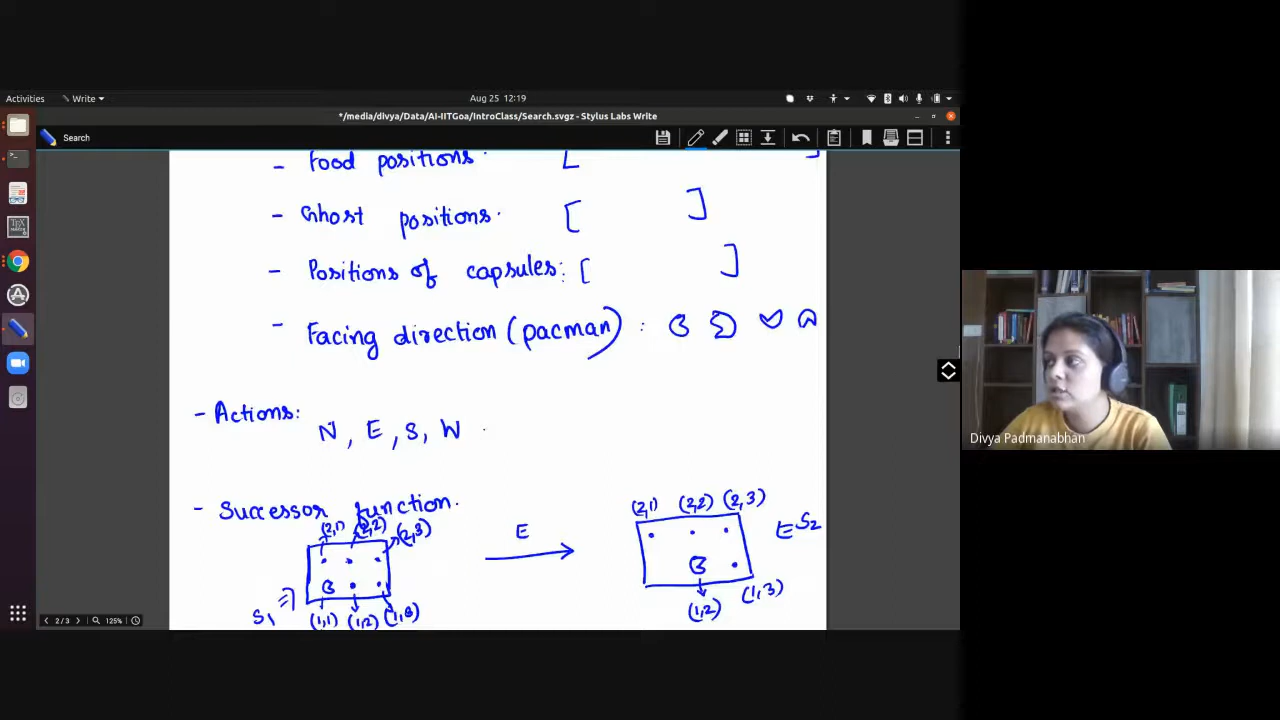 Activities Write ▾ Aug 25 12:19
*/media/divya/Data/AI-IITGoa/IntroClass/Search.svgz - Stylus Labs Write
Search
- Food positions: [ ]
- Ghost positions: [ ]
- Positions of capsules: [ ]
- Facing direction (pacman) :
- Actions:
N, E, S, W
- Successor function.
(2,1) (2,2) (2,3)
E
(2,1) (2,2) (2,3)
S2
S1 ⇒
(1,1) (1,2) (1,3)
(1,2) (1,3)
2/3 125%
Divya Padmanabhan